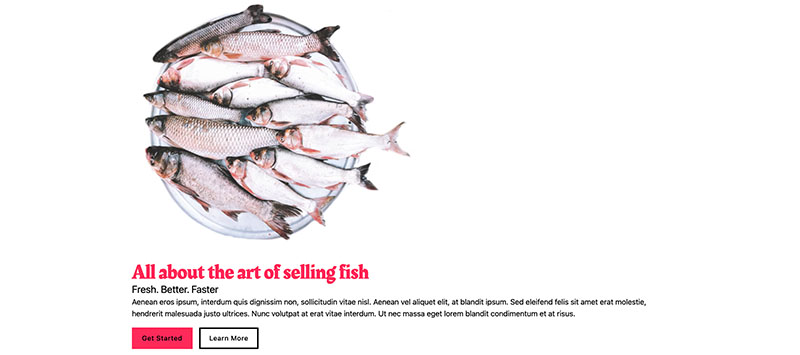 All about the art of selling fish
Fresh. Better. Faster
Aenean eros ipsum, interdum quis dignissim non, sollicitudin vitae nisl. Aenean vel aliquet elit, at blandit ipsum. Sed eleifend felis sit amet erat molestie,
hendrerit malesuada justo ultrices. Nunc volutpat at erat vitae interdum. Ut nec massa eget lorem blandit condimentum et at risus.
Get Started Learn More